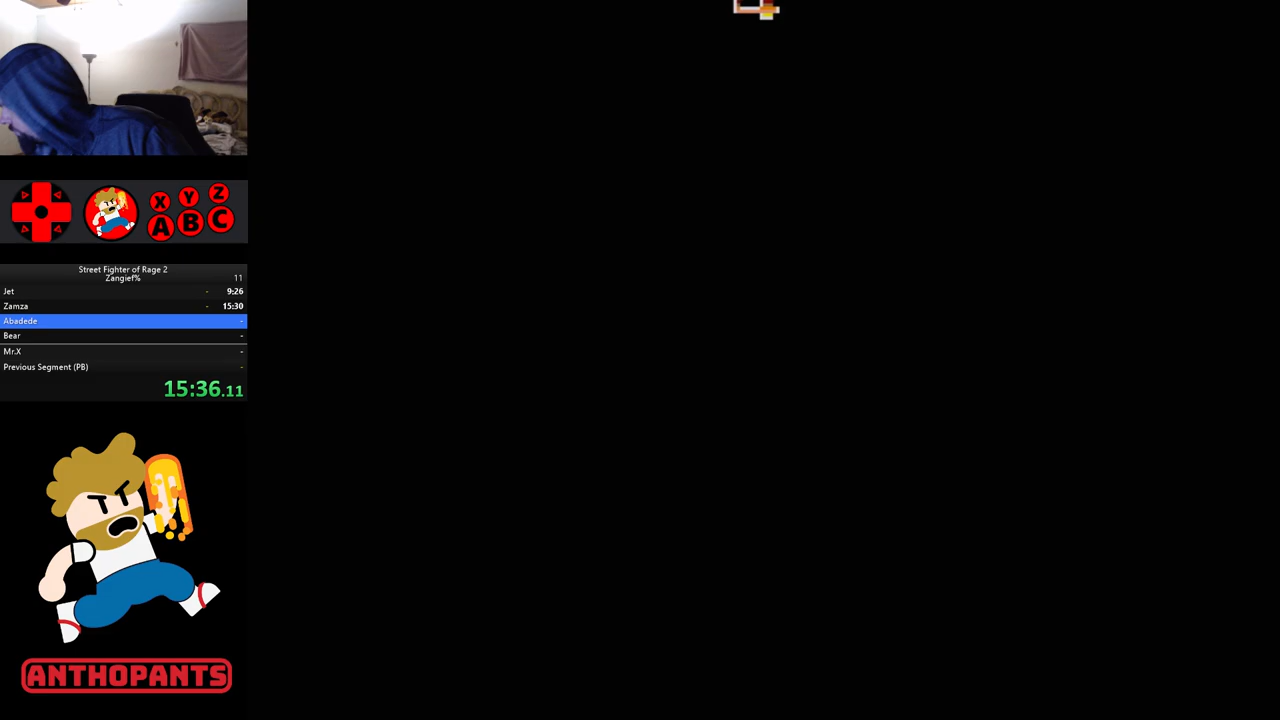 X Y Z
A B C
Street Fighter of Rage 2
Zangief% 11
Jet - 9:26
Zamza - 15:30
Abadede -
Bear -
Mr.X -
Previous Segment (PB) -
15:36.11
ANTHOPANTS